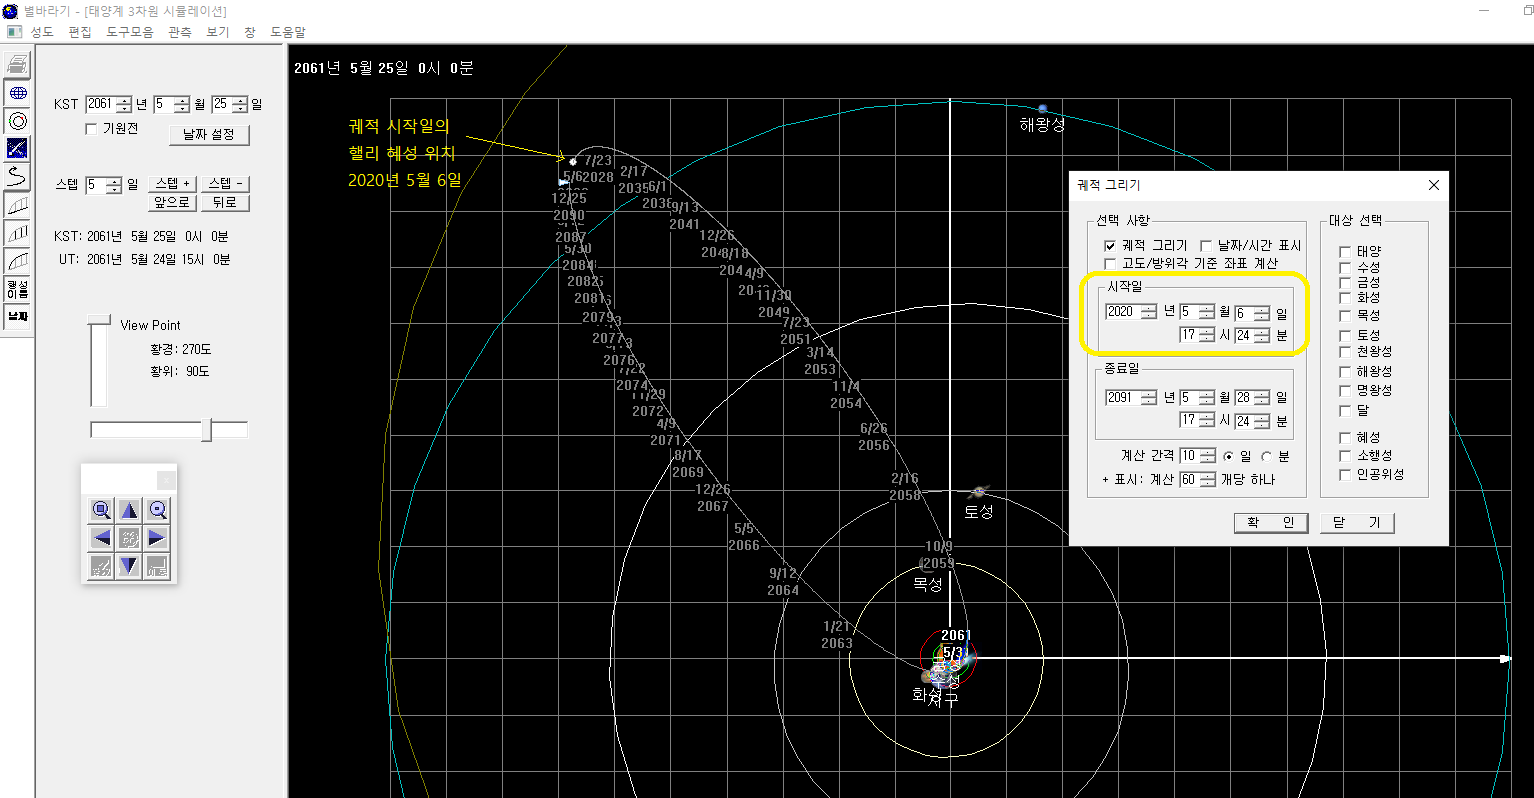 별바라기 - [태양계 3차원 시뮬레이션]
성도 편집 도구모음 관측 보기 창 도움말
행성
이름
날짜
KST 2061 년 5 월 25 일
기원전
날짜 설정
스텝 5 일 스텝 + 스텝 -
앞으로 뒤로
KST: 2061년 5월 25일 0시 0분
UT: 2061년 5월 24일 15시 0분
View Point
황경: 270도
황위: 90도
2061년 5월 25일 0시 0분
궤적 시작일의
핼리 혜성 위치
2020년 5월 6일
해왕성
7/23
2028
5/6
2/17
2035
6/1
2038
9/13
2041
12/26
8/18
4/9
11/30
2049
7/23
2051
3/14
2053
11/4
2054
6/26
2056
2/16
2058
10/9
2059
12/25
2090
2087
5/30
2084
2082
2079
2077
2076
7/22
2074
11/29
2072
4/9
2071
8/17
2069
12/26
2067
5/5
2066
9/12
2064
1/21
2063
토성
목성
2061
5/3
화성
지구
궤적 그리기
선택 사항
궤적 그리기 날짜/시간 표시
고도/방위각 기준 좌표 계산
시작일
2020 년 5 월 6 일
17 시 24 분
종료일
2091 년 5 월 28 일
17 시 24 분
계산 간격 10 일 분
+ 표시: 계산 60 개당 하나
대상 선택
태양
수성
금성
화성
목성
토성
천왕성
해왕성
명왕성
달
혜성
소행성
인공위성
확 인 닫 기